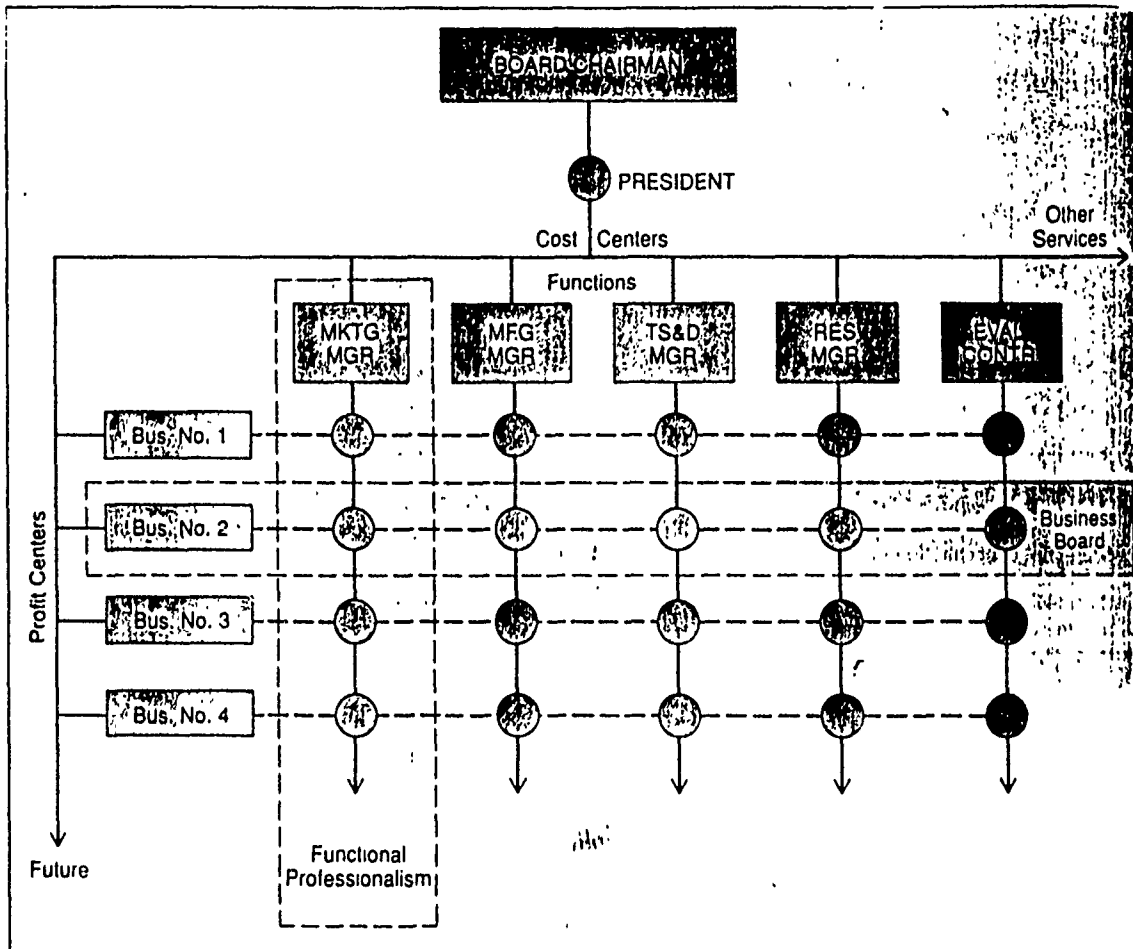 BOARD CHAIRMAN
PRESIDENT
Cost Centers
Other
Services
Functions
MKTG
MGR
MFG
MGR
TS&D
MGR
RES
MGR
EVAL
CONTR
Bus. No. 1
Bus. No. 2
Business
Board
Bus. No. 3
Bus. No. 4
Profit Centers
Future
Functional
Professionalism